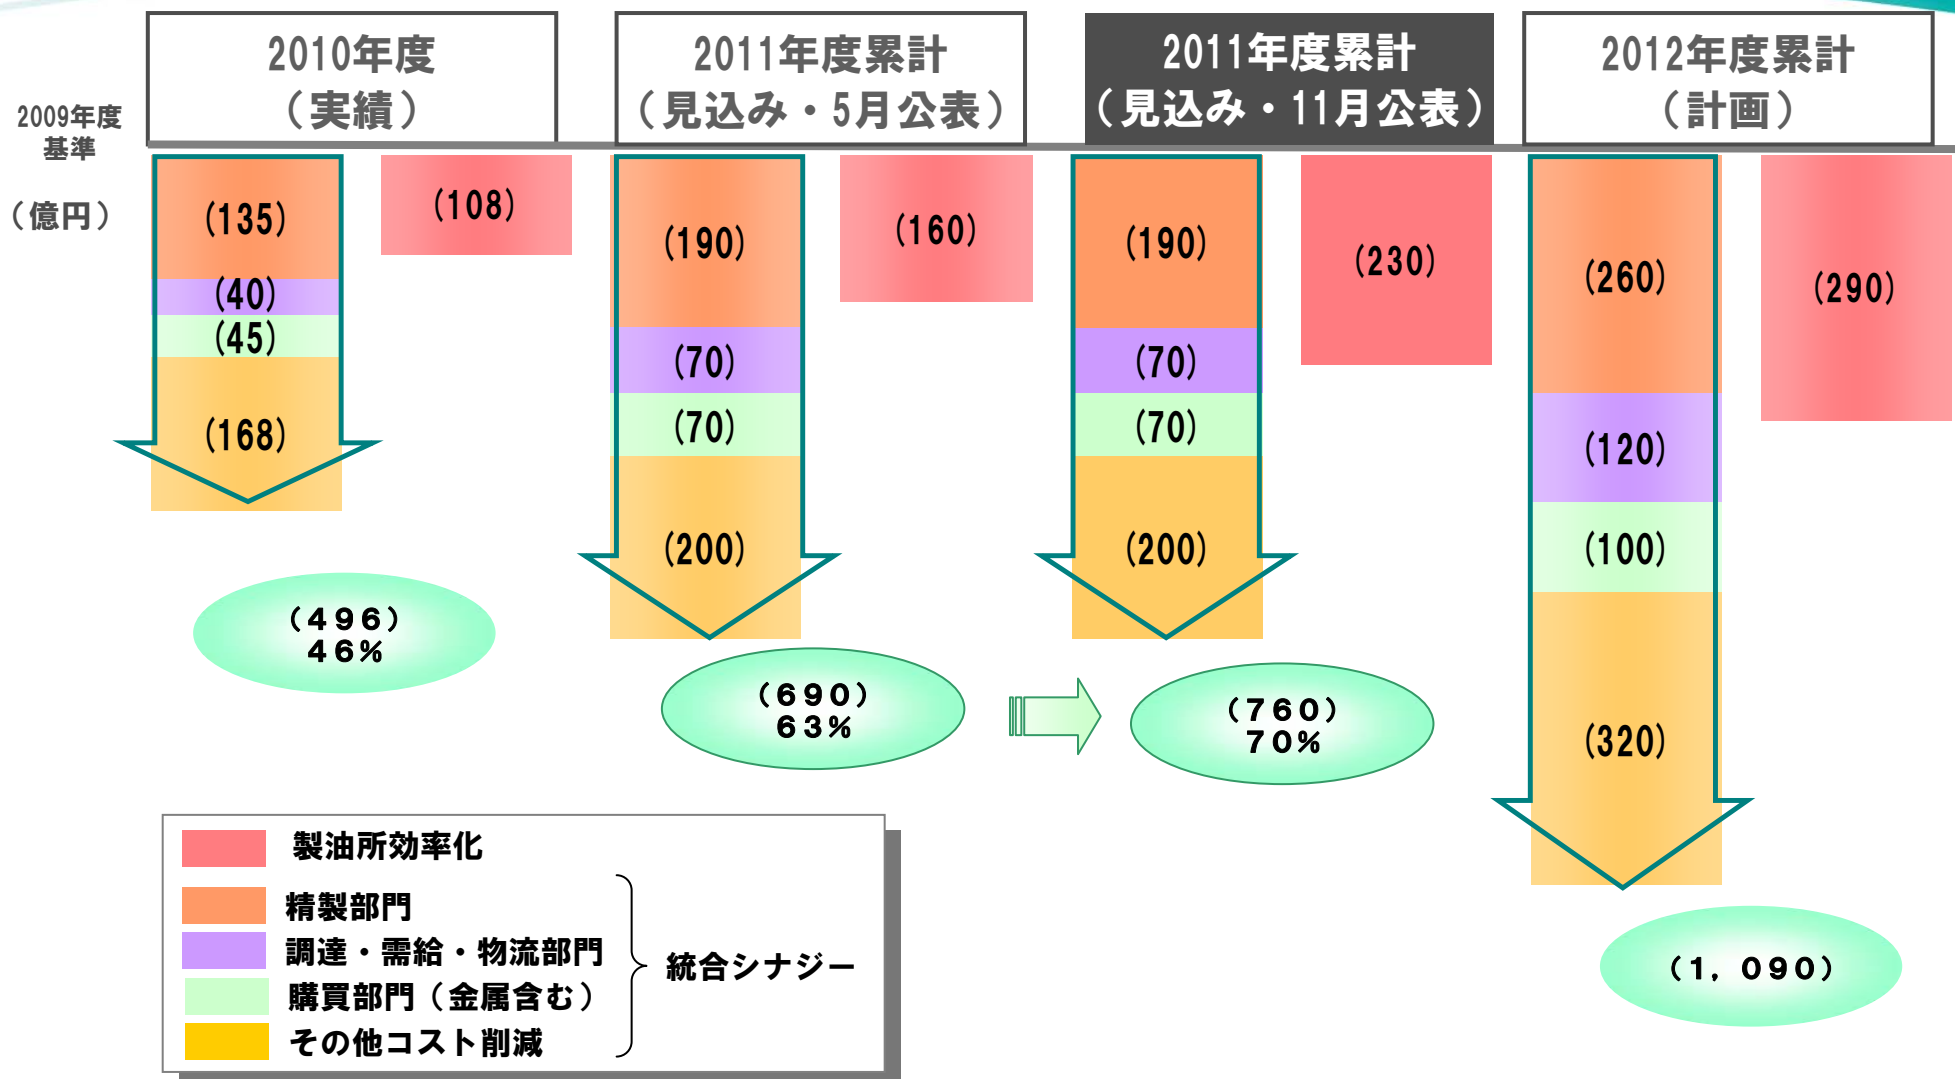 2010年度
（実績）
2011年度累計
（見込み・5月公表）
2011年度累計
（見込み・11月公表）
2012年度累計
（計画）
2009年度
基準
（億円）
(135)
(40)
(45)
(168)
(108)
(190)
(70)
(70)
(200)
(160)
(190)
(70)
(70)
(200)
(230)
(260)
(120)
(100)
(320)
(290)
（４９６）
４６％
（６９０）
６３％
（７６０）
７０％
（１，０９０）
製油所効率化
精製部門
調達・需給・物流部門
購買部門（金属含む）
その他コスト削減
統合シナジー